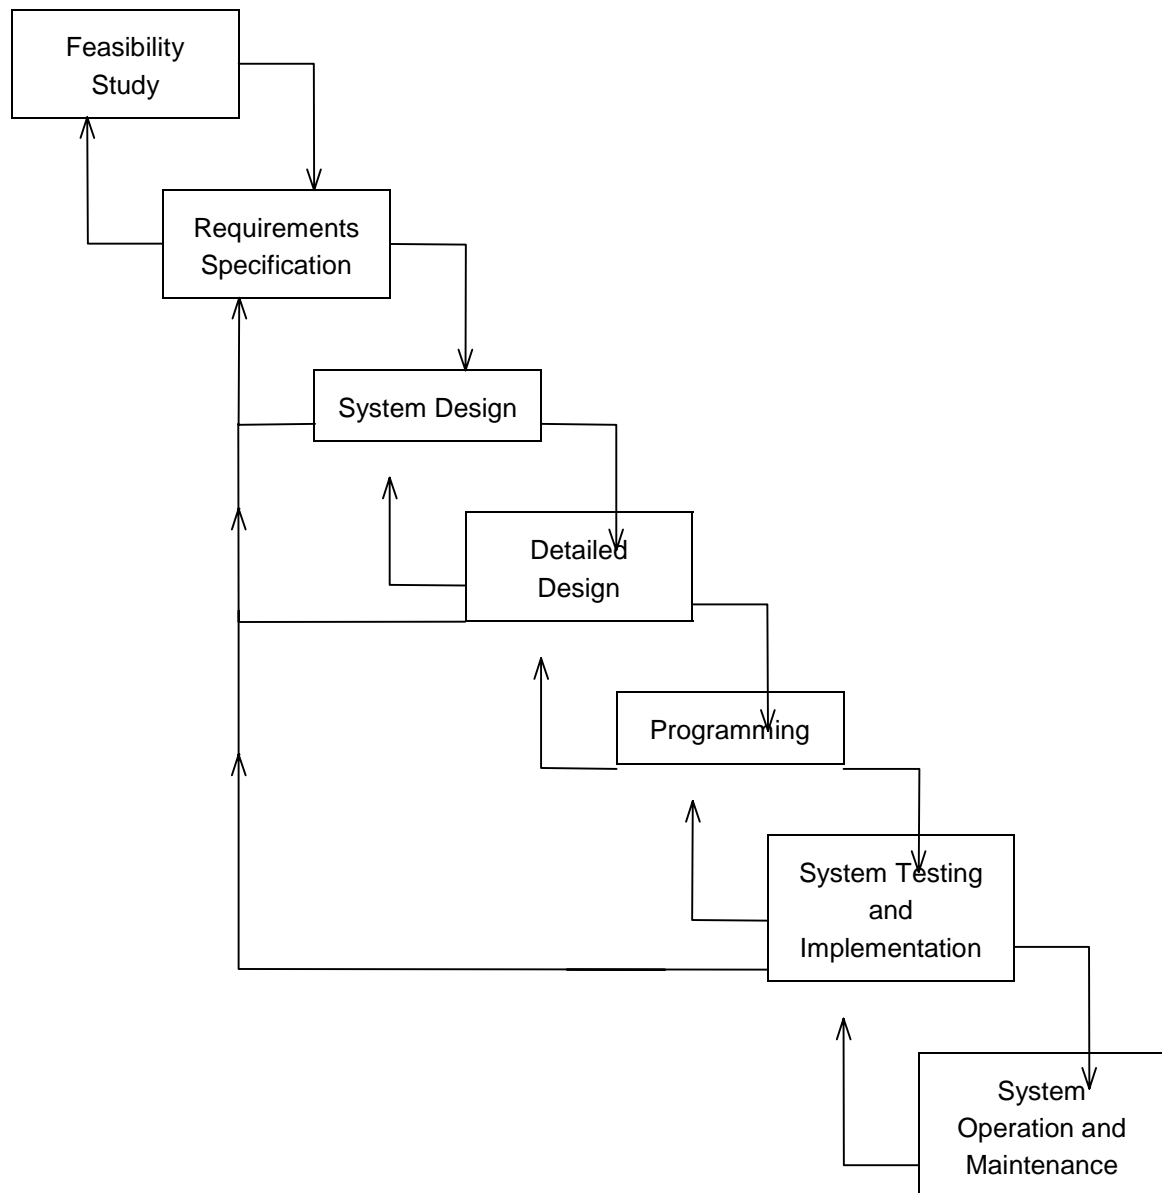 Feasibility
Study
Requirements
Specification
System Design
Detailed
Design
Programming
System Testing
and
Implementation
System
Operation and
Maintenance